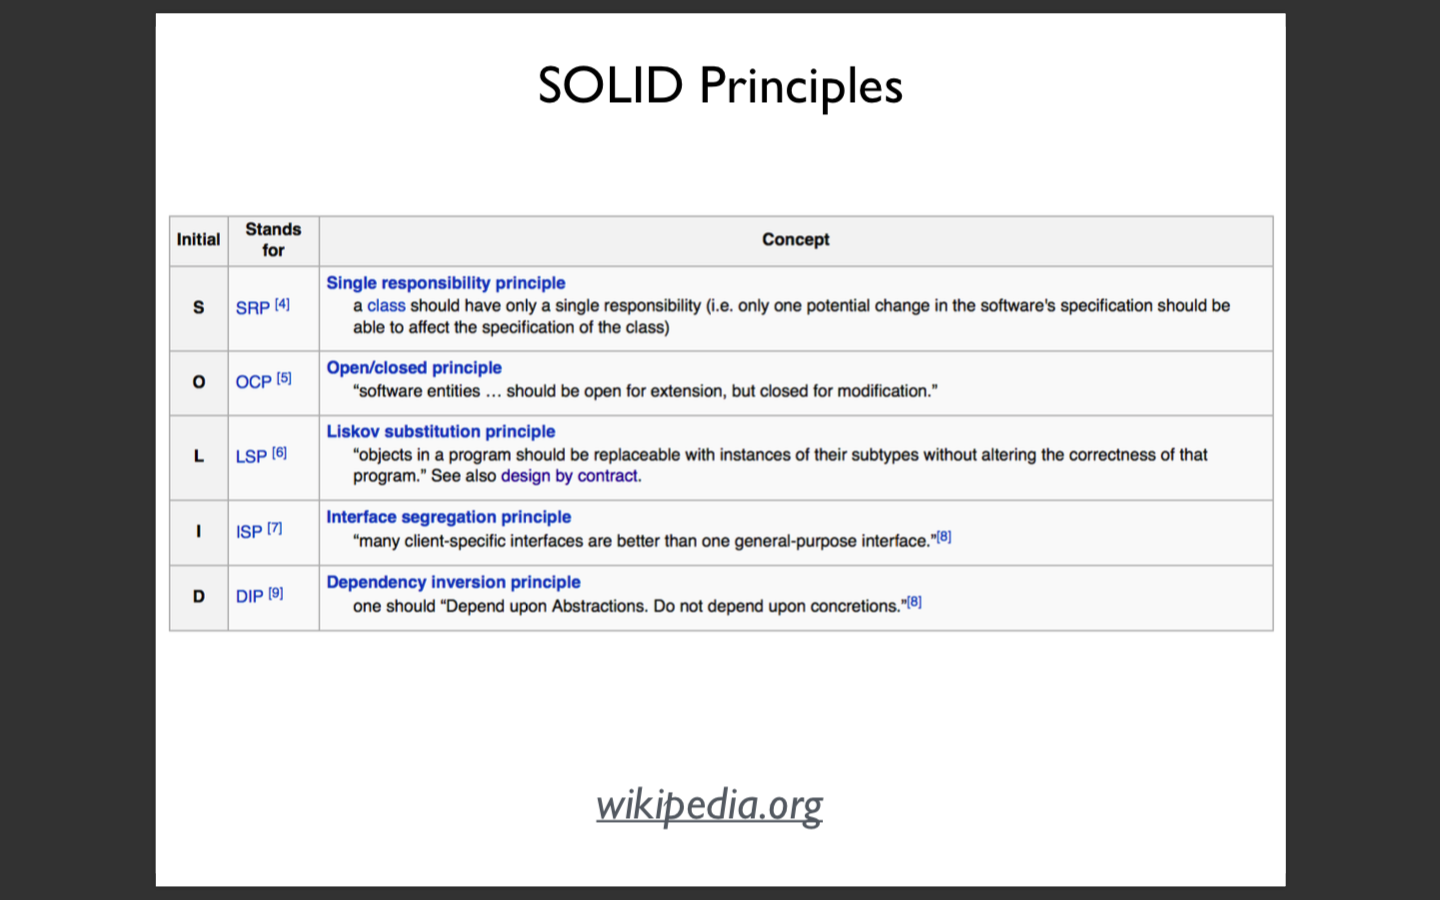 SOLID Principles
Initial
Stands
for
Concept
S
SRP [4]
Single responsibility principle
a class should have only a single responsibility (i.e. only one potential change in the software's specification should be
able to affect the specification of the class)
O
OCP [5]
Open/closed principle
“software entities … should be open for extension, but closed for modification.”
L
LSP [6]
Liskov substitution principle
“objects in a program should be replaceable with instances of their subtypes without altering the correctness of that
program.” See also design by contract.
I
ISP [7]
Interface segregation principle
“many client-specific interfaces are better than one general-purpose interface.”[8]
D
DIP [9]
Dependency inversion principle
one should “Depend upon Abstractions. Do not depend upon concretions.”[8]
wikipedia.org